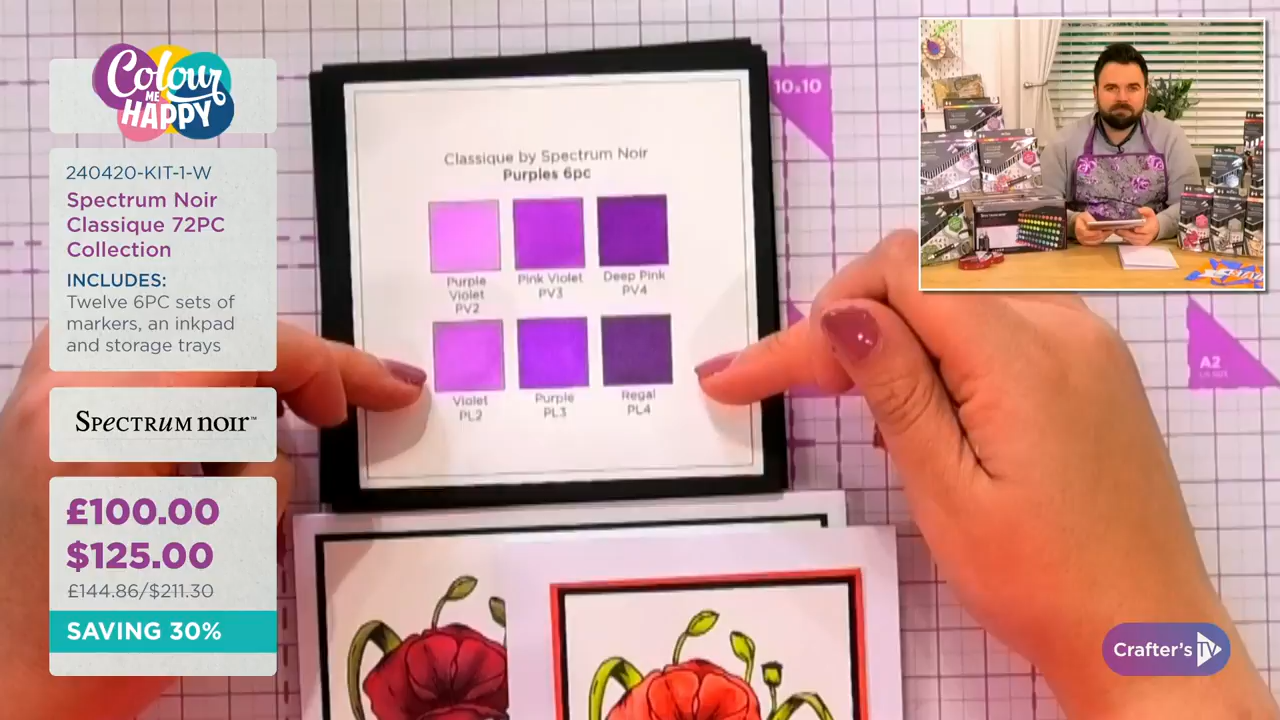 Colour
ME
HAPPY
240420-KIT-1-W
Spectrum Noir
Classique 72PC
Collection
INCLUDES:
Twelve 6PC sets of
markers, an inkpad
and storage trays
SPECTRUM NOIR™
£100.00
$125.00
£144.86/$211.30
SAVING 30%
Classique by Spectrum Noir
Purples 6pc
Purple
Violet
PV2
Pink Violet
PV3
Deep Pink
PV4
Violet
PL2
Purple
PL3
Regal
PL4
10x10
A2
Crafter's TV